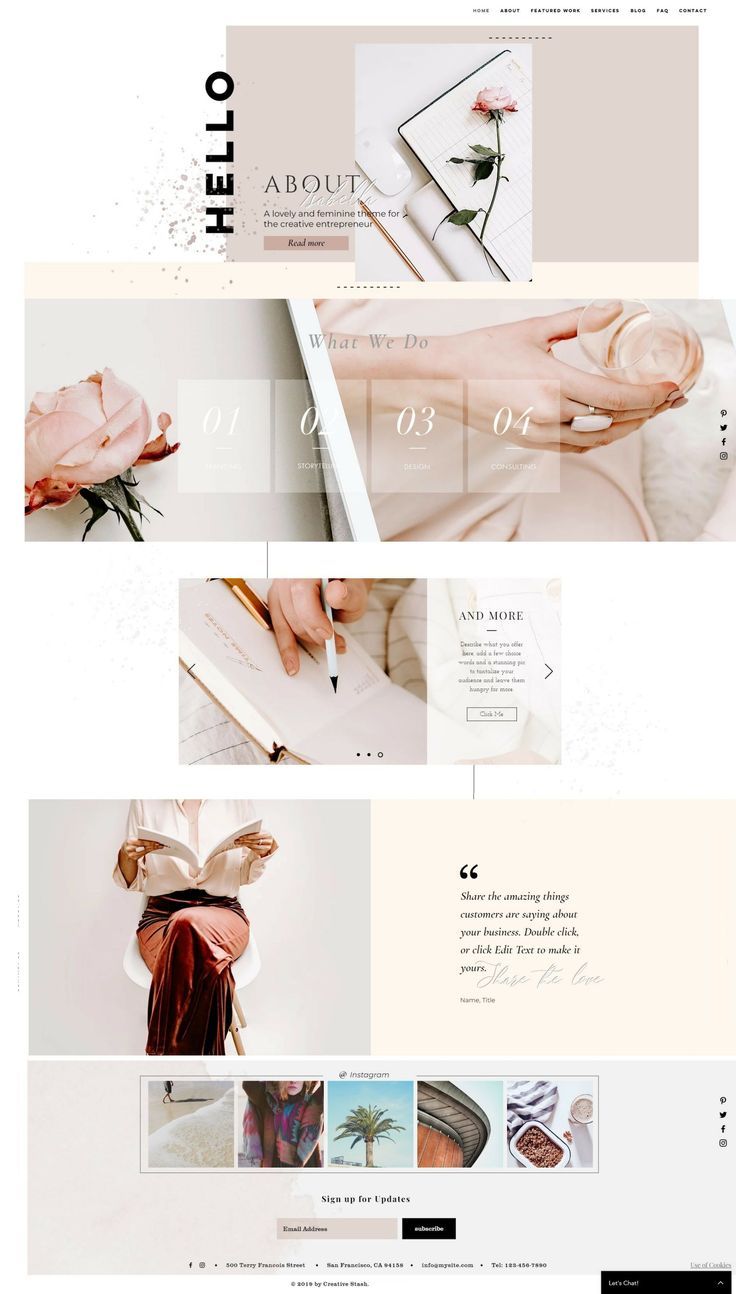 HOME ABOUT FEATURED WORK SERVICES BLOG FAQ CONTACT
HELLO
ABOUT
Isabella
A lovely and feminine theme for
the creative entrepreneur
Read more
What We Do
01 02 03 04
BRANDING STORYTELLING DESIGN CONSULTING
AND MORE
Describe what you offer
here, add a few choice
words and a stunning pic
to tantalize your
audience and leave them
hungry for more.
Click Me
“
Share the amazing things
customers are saying about
your business. Double click,
or click Edit Text to make it
yours.
Share the love
Name, Title
@ Instagram
Sign up for Updates
Email Address subscribe
500 Terry Francois Street • San Francisco, CA 94158 • info@mysite.com • Tel: 123-456-7890
Use of Cookies
© 2019 by Creative Stash.
Let's Chat!